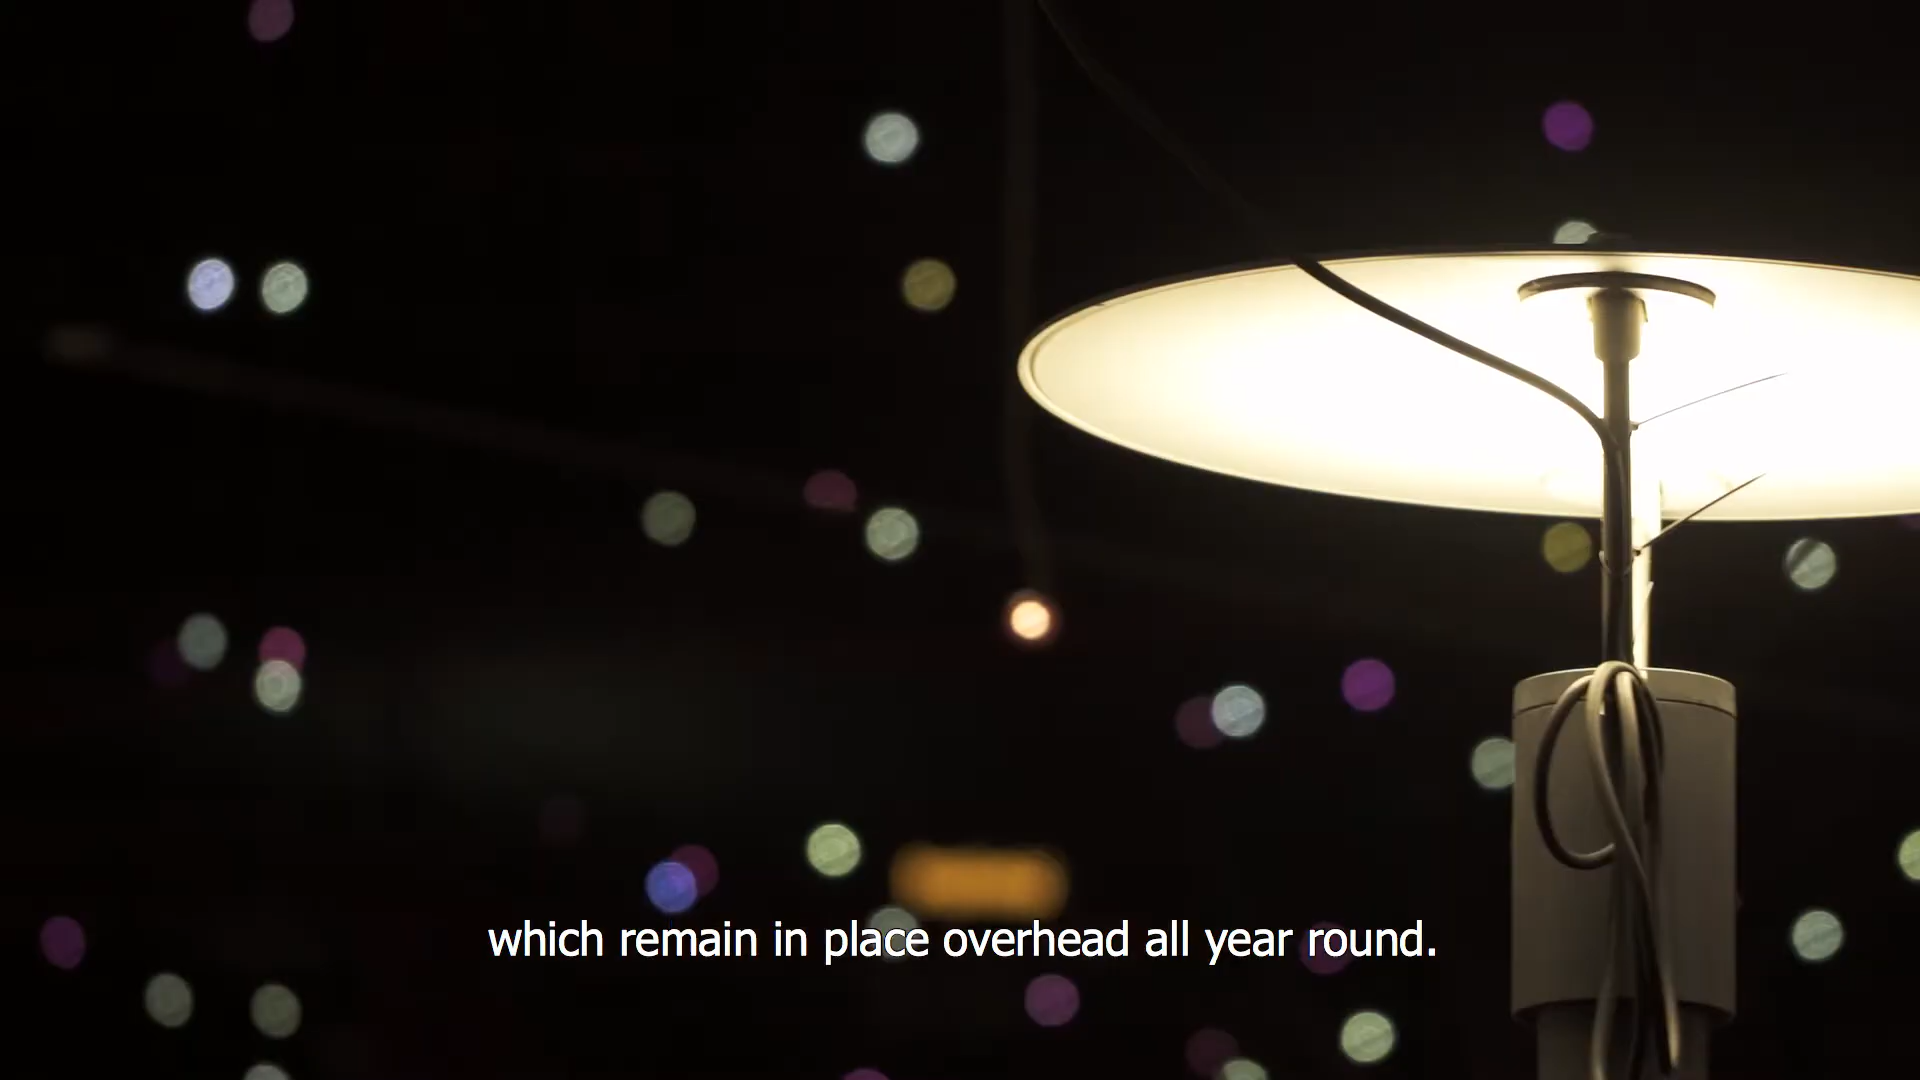 which remain in place overhead all year round.